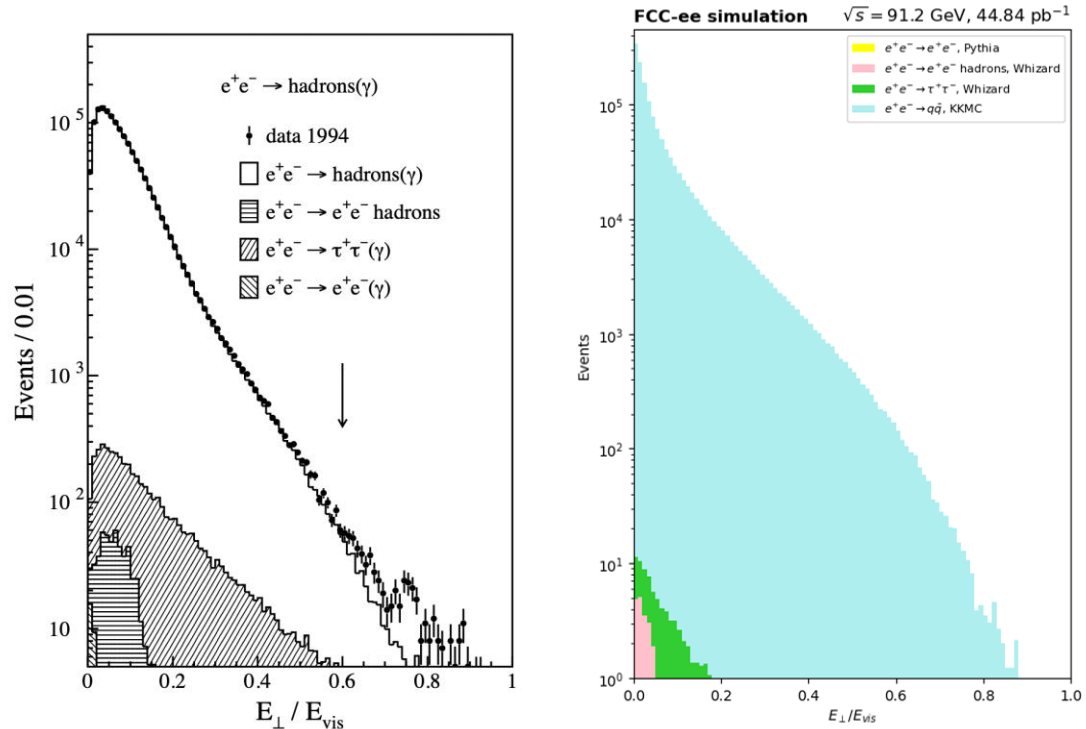 e⁺e⁻ → hadrons(γ)
data 1994
e⁺e⁻ → hadrons(γ)
e⁺e⁻ → e⁺e⁻ hadrons
e⁺e⁻ → τ⁺τ⁻(γ)
e⁺e⁻ → e⁺e⁻(γ)
Events / 0.01
10⁵
10⁴
10³
10²
10
0 0.2 0.4 0.6 0.8 1
E⊥ / Evis
FCC-ee simulation √s = 91.2 GeV, 44.84 pb⁻¹
e⁺e⁻ → e⁺e⁻, Pythia
e⁺e⁻ → e⁺e⁻ hadrons, Whizard
e⁺e⁻ → τ⁺τ⁻, Whizard
e⁺e⁻ → qq̄, KKMC
Events
10⁵
10⁴
10³
10²
10¹
10⁰
0.0 0.2 0.4 0.6 0.8 1.0
E⊥/Evis